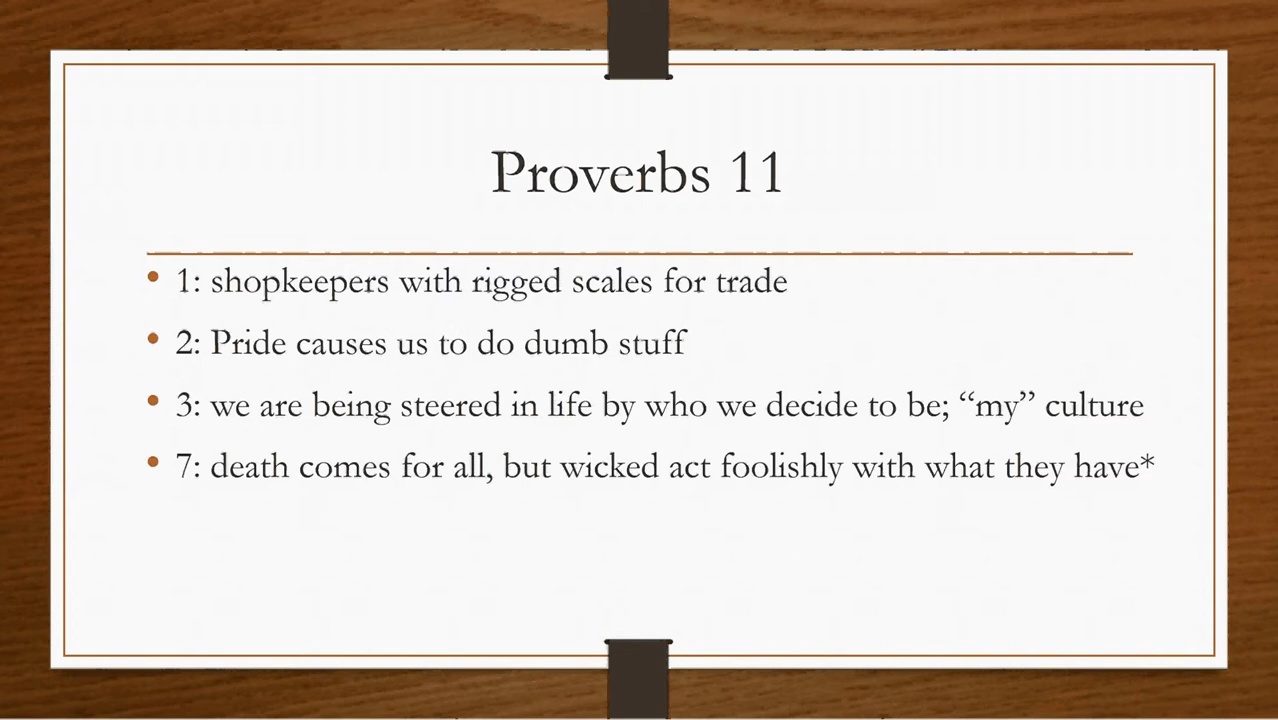 Proverbs 11
• 1: shopkeepers with rigged scales for trade
• 2: Pride causes us to do dumb stuff
• 3: we are being steered in life by who we decide to be; “my” culture
• 7: death comes for all, but wicked act foolishly with what they have*